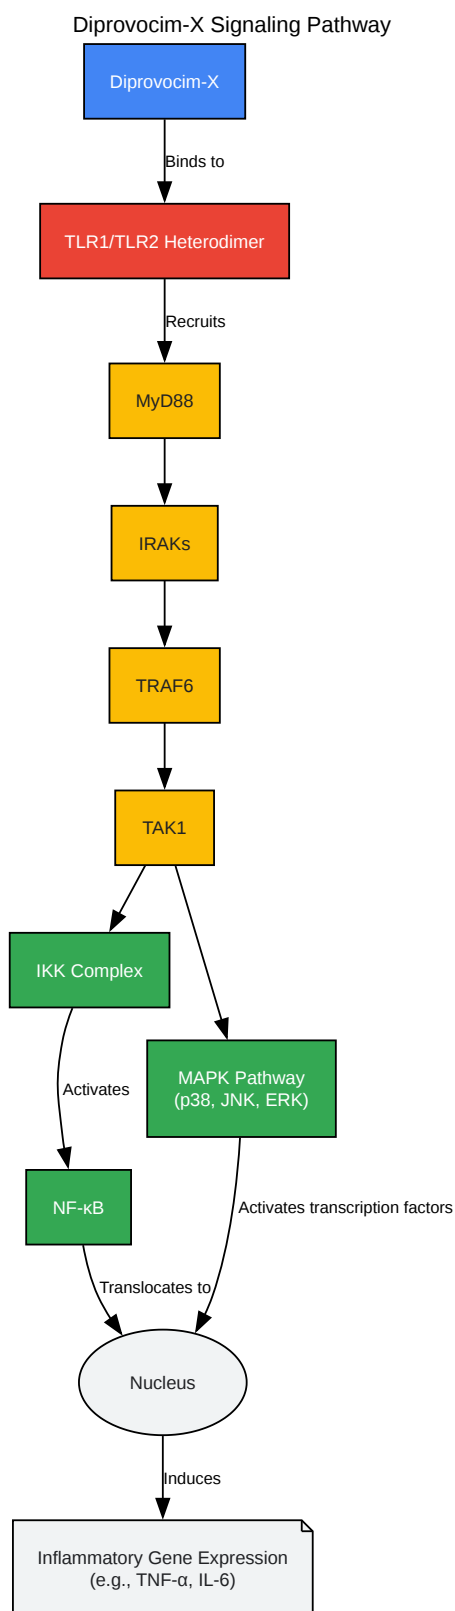 Diprovocim-X Signaling Pathway
Diprovocim-X
Binds to
TLR1/TLR2 Heterodimer
Recruits
MyD88
IRAKs
TRAF6
TAK1
IKK Complex
MAPK Pathway
(p38, JNK, ERK)
Activates
NF-κB
Activates transcription factors
Translocates to
Nucleus
Induces
Inflammatory Gene Expression
(e.g., TNF-α, IL-6)